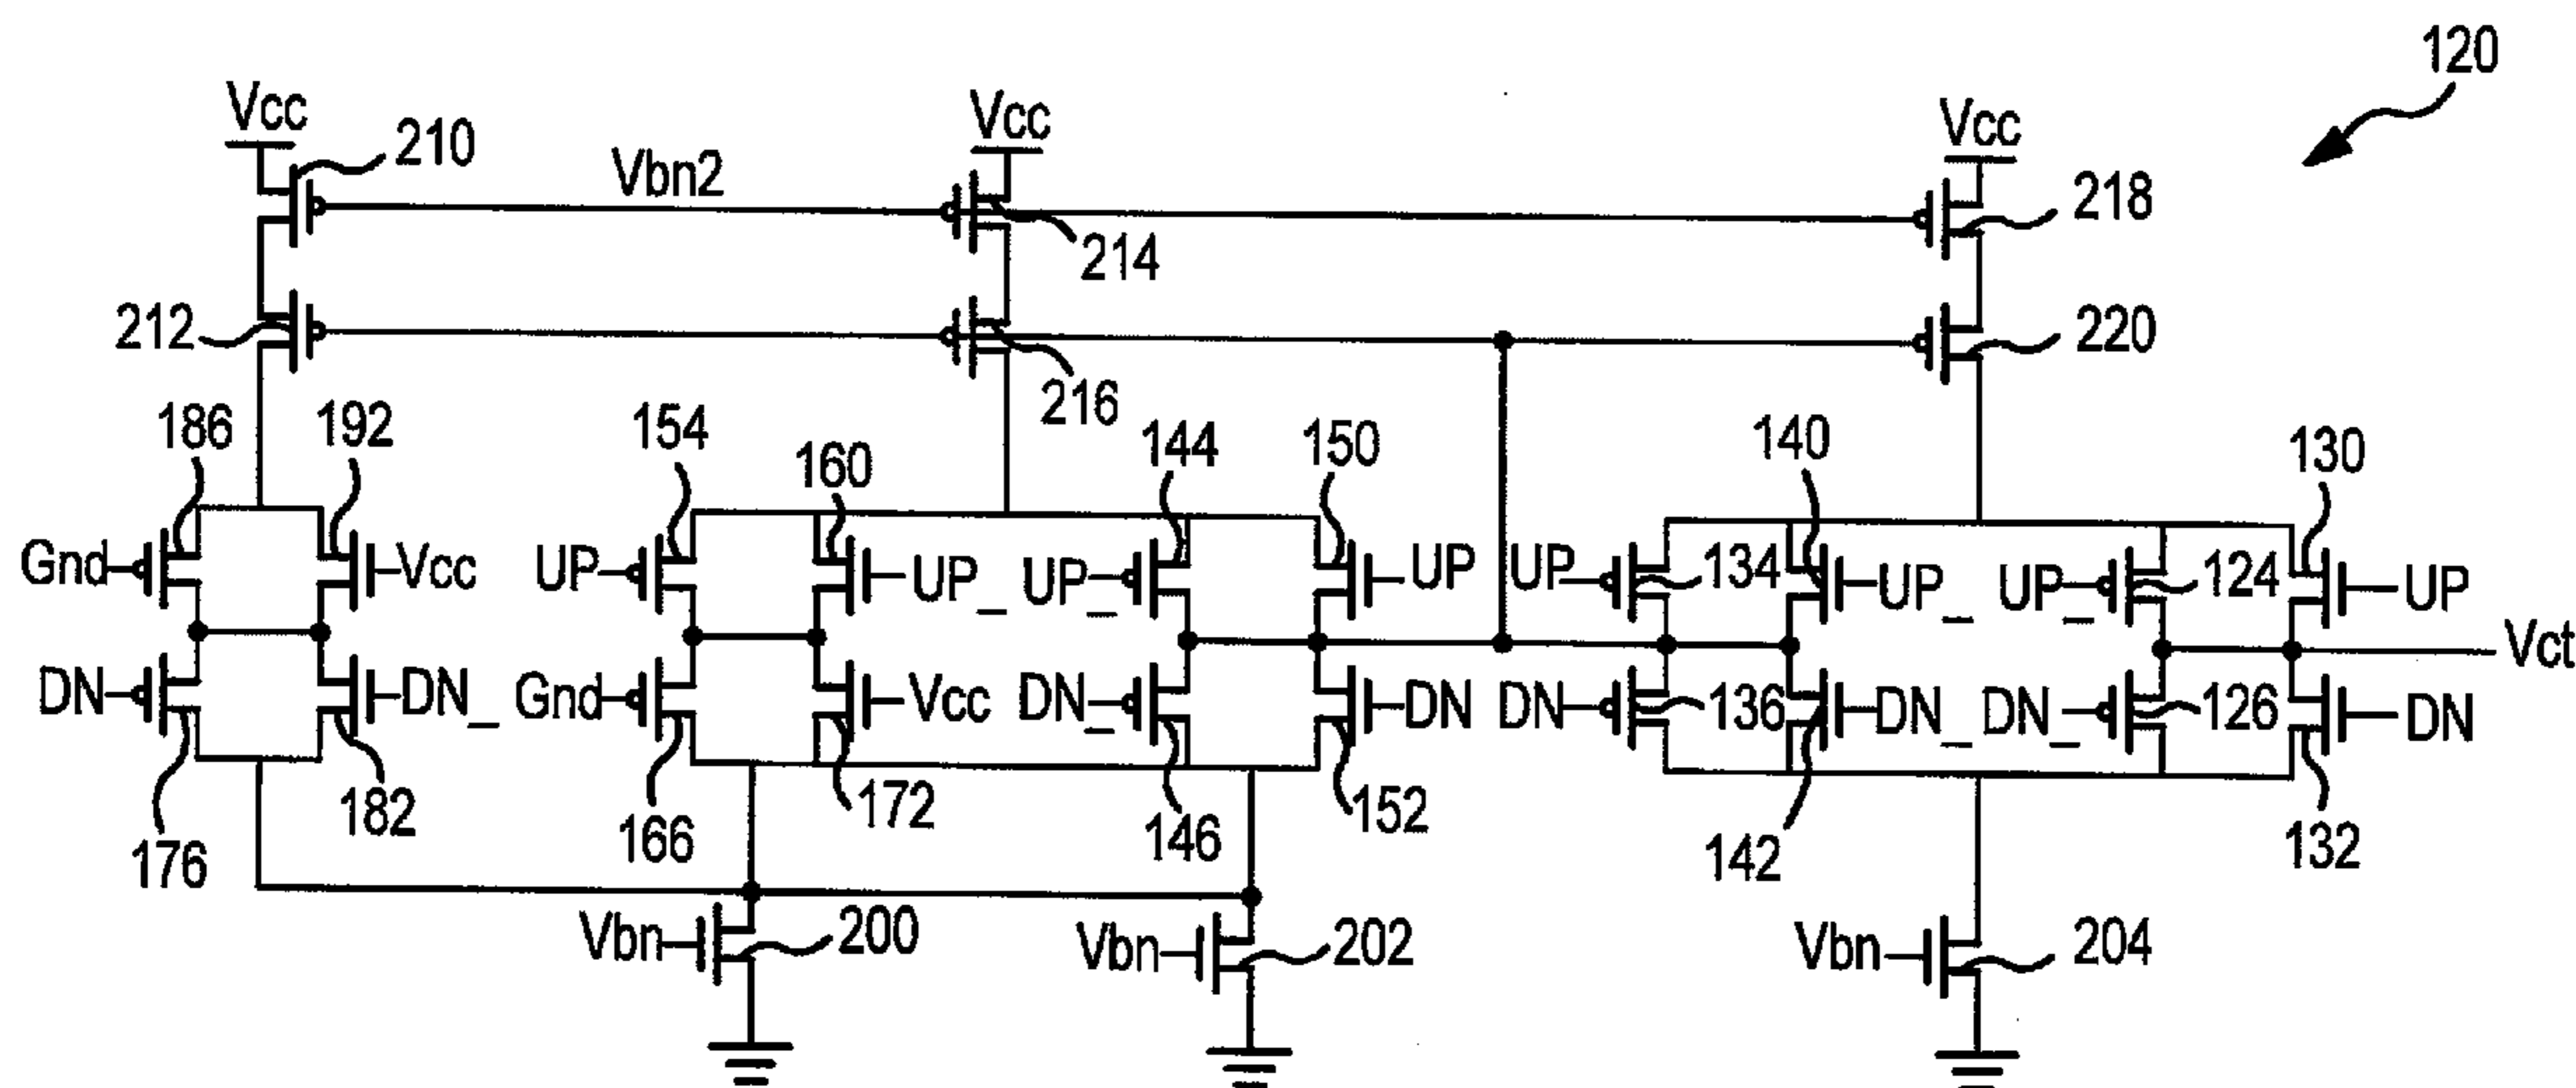 120
Vcc
Vcc
Vcc
210
Vbn2
218
214
212
220
216
186
192
154
160
144
150
140
130
Gnd
Vcc
UP
UP_
UP_
UP
UP
134
UP_
UP_
124
UP
Vct
DN
DN_
Gnd
Vcc
DN_
DN
DN
136
DN_
DN_
126
DN
176
182
166
172
146
152
142
132
Vbn
200
Vbn
202
Vbn
204